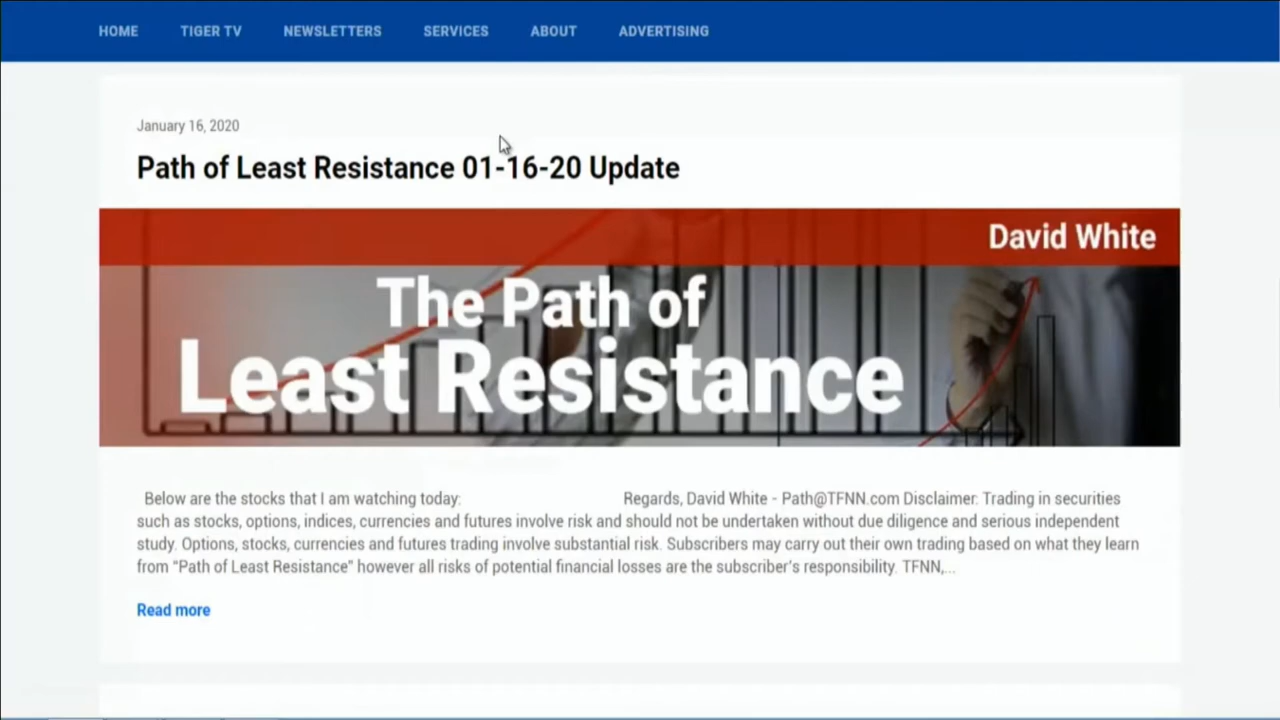 HOME TIGER TV NEWSLETTERS SERVICES ABOUT ADVERTISING
January 16, 2020
Path of Least Resistance 01-16-20 Update
David White
The Path of
Least Resistance
Below are the stocks that I am watching today: Regards, David White - Path@TFNN.com Disclaimer: Trading in securities
such as stocks, options, indices, currencies and futures involve risk and should not be undertaken without due diligence and serious independent
study. Options, stocks, currencies and futures trading involve substantial risk. Subscribers may carry out their own trading based on what they learn
from “Path of Least Resistance” however all risks of potential financial losses are the subscriber’s responsibility. TFNN,...
Read more